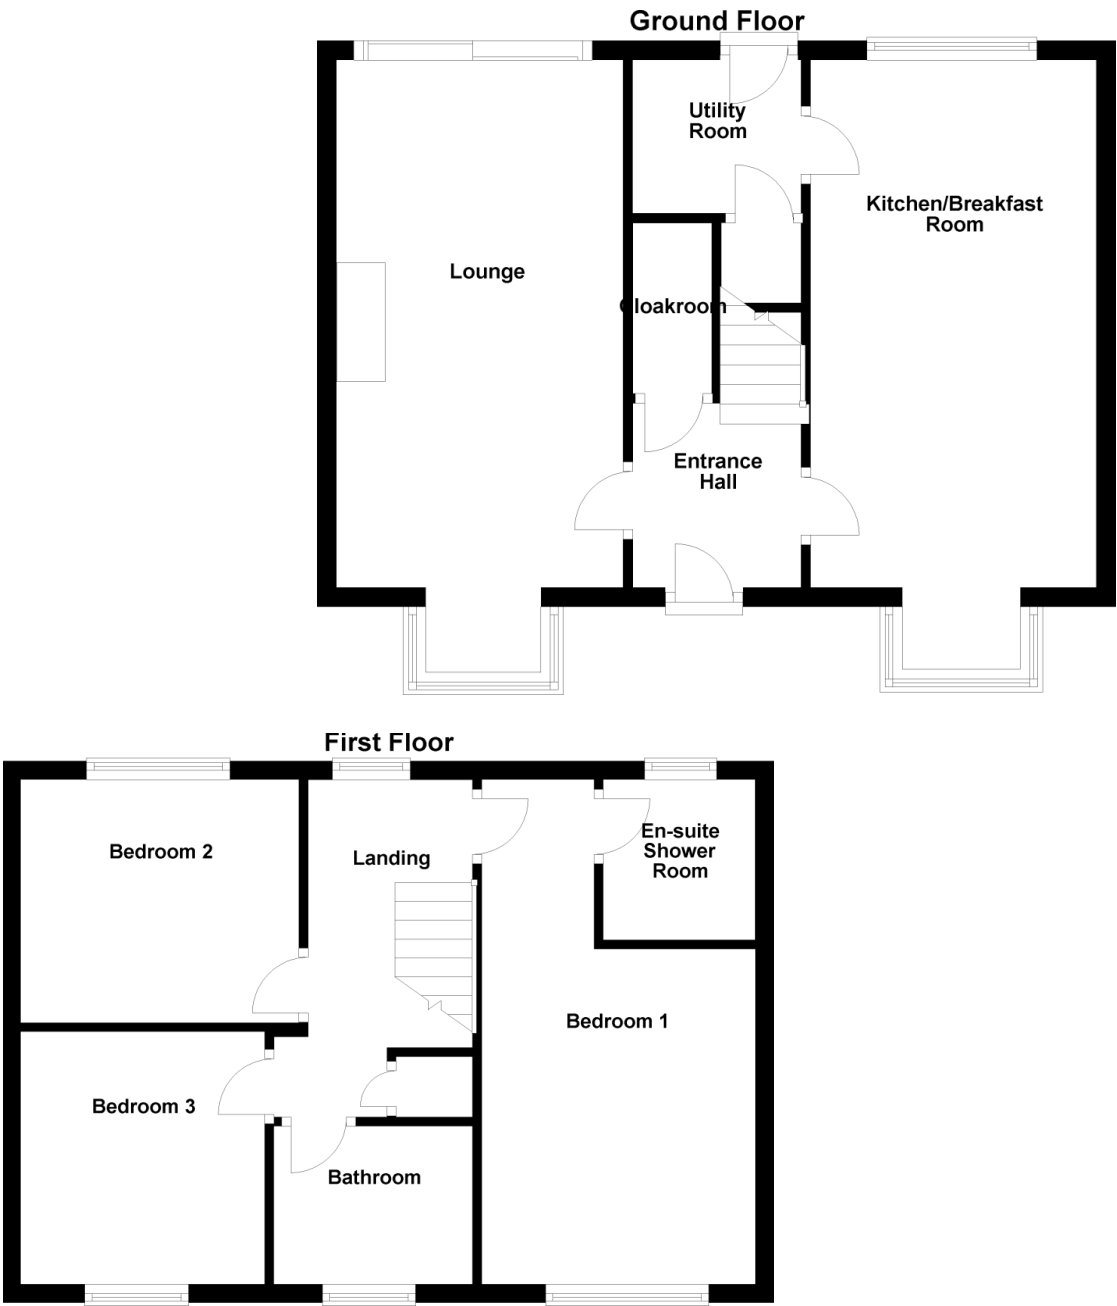 Ground Floor
Utility
Room
Kitchen/Breakfast
Room
Lounge
Cloakroom
Entrance
Hall
First Floor
Bedroom 2
Landing
En-suite
Shower
Room
Bedroom 1
Bedroom 3
Bathroom